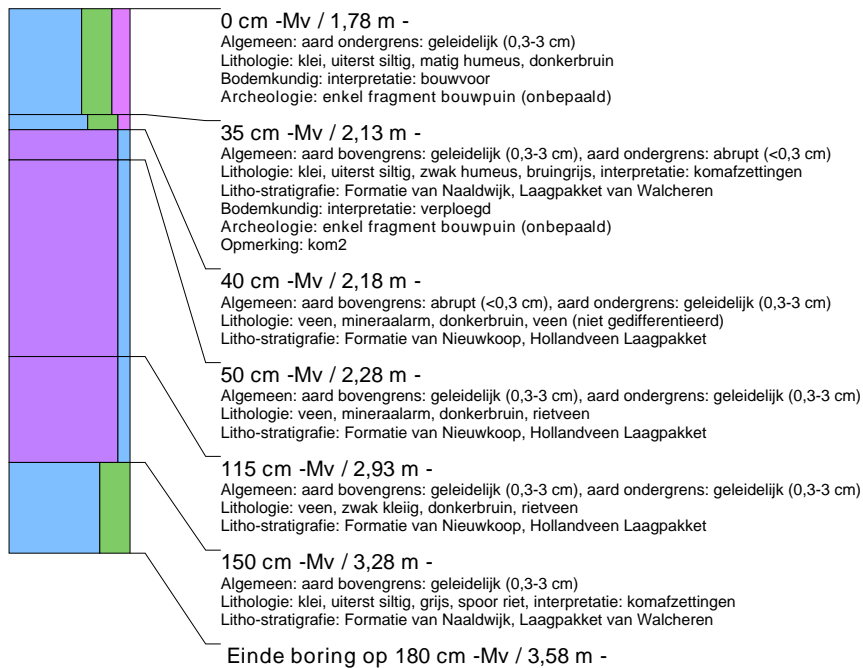 0 cm -Mv / 1,78 m -
Algemeen: aard ondergrens: geleidelijk (0,3-3 cm)
Lithologie: klei, uiterst siltig, matig humeus, donkerbruin
Bodemkundig: interpretatie: bouwvoor
Archeologie: enkel fragment bouwpuin (onbepaald)
35 cm -Mv / 2,13 m -
Algemeen: aard bovengrens: geleidelijk (0,3-3 cm), aard ondergrens: abrupt (<0,3 cm)
Lithologie: klei, uiterst siltig, zwak humeus, bruingrijs, interpretatie: komafzettingen
Litho-stratigrafie: Formatie van Naaldwijk, Laagpakket van Walcheren
Bodemkundig: interpretatie: verploegd
Archeologie: enkel fragment bouwpuin (onbepaald)
Opmerking: kom2
40 cm -Mv / 2,18 m -
Algemeen: aard bovengrens: abrupt (<0,3 cm), aard ondergrens: geleidelijk (0,3-3 cm)
Lithologie: veen, mineraalarm, donkerbruin, veen (niet gedifferentieerd)
Litho-stratigrafie: Formatie van Nieuwkoop, Hollandveen Laagpakket
50 cm -Mv / 2,28 m -
Algemeen: aard bovengrens: geleidelijk (0,3-3 cm), aard ondergrens: geleidelijk (0,3-3 cm)
Lithologie: veen, mineraalarm, donkerbruin, rietveen
Litho-stratigrafie: Formatie van Nieuwkoop, Hollandveen Laagpakket
115 cm -Mv / 2,93 m -
Algemeen: aard bovengrens: geleidelijk (0,3-3 cm), aard ondergrens: geleidelijk (0,3-3 cm)
Lithologie: veen, zwak kleiig, donkerbruin, rietveen
Litho-stratigrafie: Formatie van Nieuwkoop, Hollandveen Laagpakket
150 cm -Mv / 3,28 m -
Algemeen: aard bovengrens: geleidelijk (0,3-3 cm)
Lithologie: klei, uiterst siltig, grijs, spoor riet, interpretatie: komafzettingen
Litho-stratigrafie: Formatie van Naaldwijk, Laagpakket van Walcheren
Einde boring op 180 cm -Mv / 3,58 m -